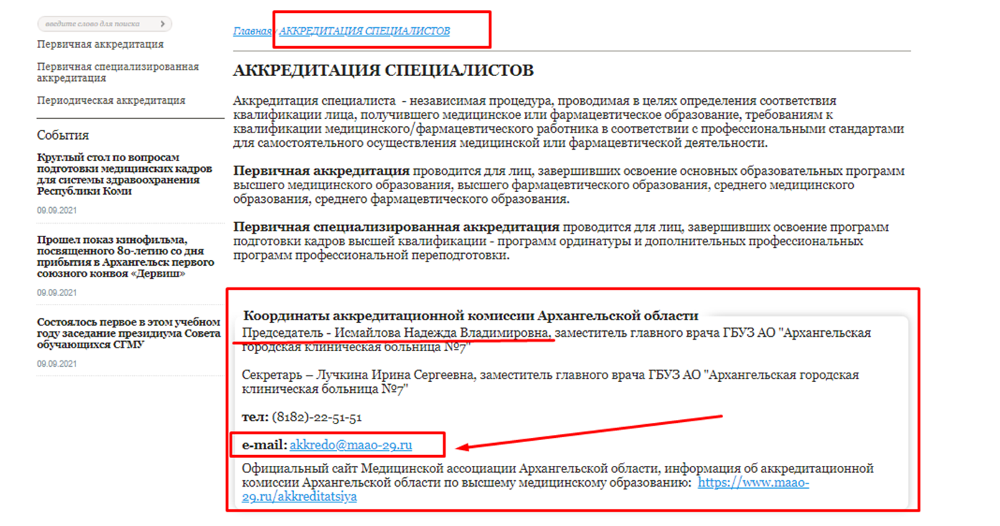 введите слово для поиска
Первичная аккредитация
Первичная специализированная
аккредитация
Периодическая аккредитация
События
Круглый стол по вопросам
подготовки медицинских кадров
для системы здравоохранения
Республики Коми
09.09.2021
Прошел показ кинофильма,
посвященного 80-летию со дня
прибытия в Архангельск первого
союзного конвоя «Дервиш»
09.09.2021
Состоялось первое в этом учебном
году заседание президиума Совета
обучающихся СГМУ
09.09.2021
Главная / АККРЕДИТАЦИЯ СПЕЦИАЛИСТОВ
АККРЕДИТАЦИЯ СПЕЦИАЛИСТОВ
Аккредитация специалиста - независимая процедура, проводимая в целях определения соответствия
квалификации лица, получившего медицинское или фармацевтическое образование, требованиям к
квалификации медицинского/фармацевтического работника в соответствии с профессиональными стандартами
для самостоятельного осуществления медицинской или фармацевтической деятельности.
Первичная аккредитация проводится для лиц, завершивших освоение основных образовательных программ
высшего медицинского образования, высшего фармацевтического образования, среднего медицинского
образования, среднего фармацевтического образования.
Первичная специализированная аккредитация проводится для лиц, завершивших освоение программ
подготовки кадров высшей квалификации - программ ординатуры и дополнительных профессиональных
программ профессиональной переподготовки.
Координаты аккредитационной комиссии Архангельской области
Председатель - Исмайлова Надежда Владимировна, заместитель главного врача ГБУЗ АО "Архангельская
городская клиническая больница №7"
Секретарь – Лучкина Ирина Сергеевна, заместитель главного врача ГБУЗ АО "Архангельская городская
клиническая больница №7"
тел: (8182)-22-51-51
e-mail: akkredo@maao-29.ru
Официальный сайт Медицинской ассоциации Архангельской области, информация об аккредитационной
комиссии Архангельской области по высшему медицинскому образованию: https://www.maao-
29.ru/akkreditatsiya